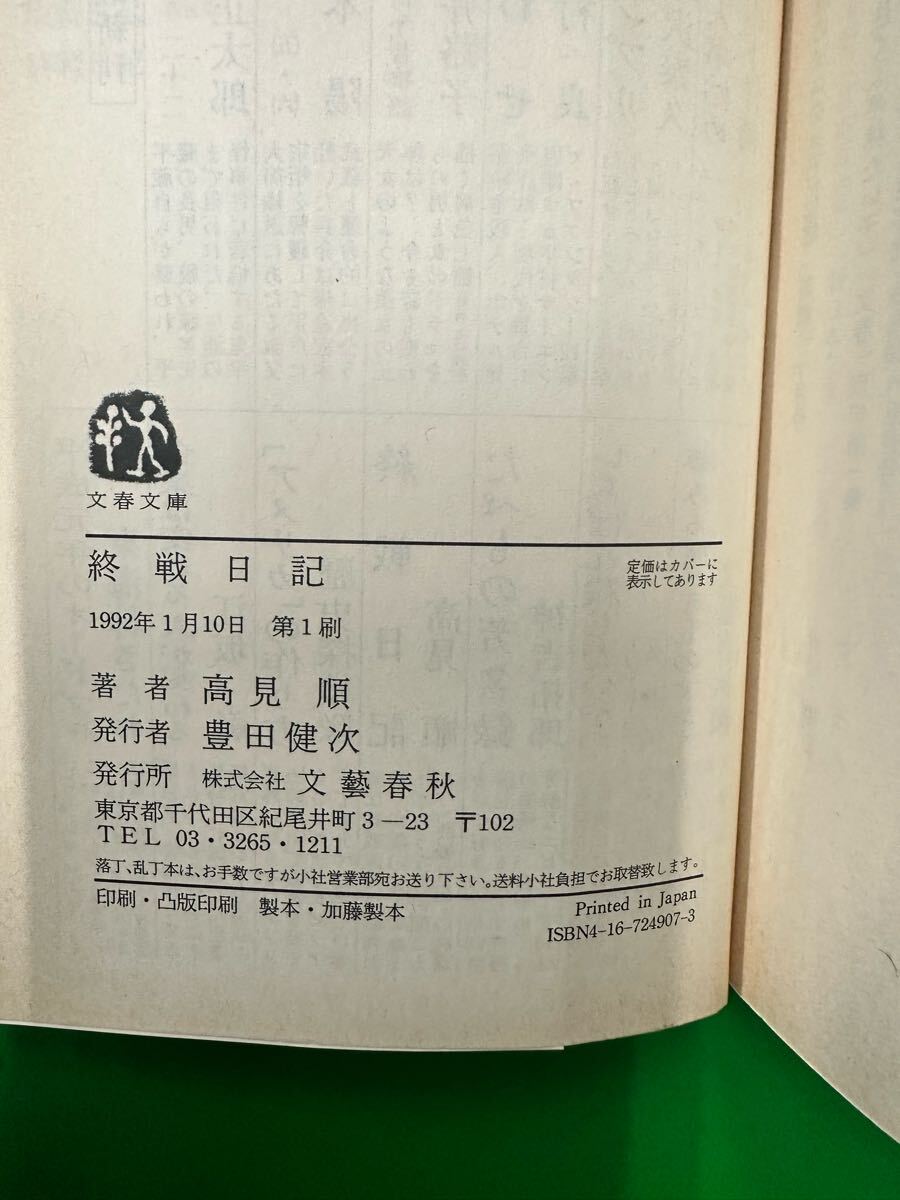 文春文庫
終戦日記
定価はカバーに
表示してあります
1992年1月10日 第1刷
著者 高見 順
発行者 豊田健次
発行所 株式会社 文藝春秋
東京都千代田区紀尾井町3―23 〒102
TEL 03・3265・1211
落丁、乱丁本は、お手数ですが小社営業部宛お送り下さい。送料小社負担でお取替致します。
印刷・凸版印刷 製本・加藤製本
Printed in Japan
ISBN4-16-724907-3